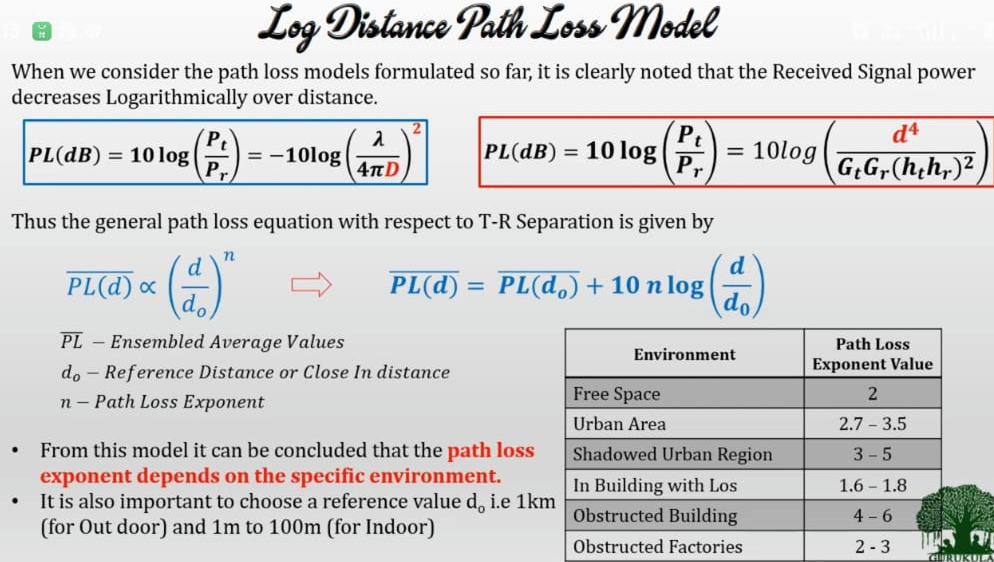 Log Distance Path Loss Model
When we consider the path loss models formulated so far, it is clearly noted that the Received Signal power
decreases Logarithmically over distance.
PL(dB) = 10 log(Pt/Pr) = −10log(λ/4πD)²
PL(dB) = 10 log(Pt/Pr) = 10log(d⁴/GtGr(hthr)²)
Thus the general path loss equation with respect to T-R Separation is given by
P̅L̅(̅d̅)̅ ∝ (d/do)ⁿ ⇨ P̅L̅(̅d̅)̅ = P̅L̅(̅d̅o̅)̅ + 10 n log(d/d0)
P̅L̅ − Ensembled Average Values
do − Reference Distance or Close In distance
n − Path Loss Exponent
• From this model it can be concluded that the path loss
exponent depends on the specific environment.
• It is also important to choose a reference value do i.e 1km
(for Out door) and 1m to 100m (for Indoor)
Environment Path Loss
Exponent Value
Free Space 2
Urban Area 2.7 – 3.5
Shadowed Urban Region 3 – 5
In Building with Los 1.6 – 1.8
Obstructed Building 4 – 6
Obstructed Factories 2 - 3
GURUKULA